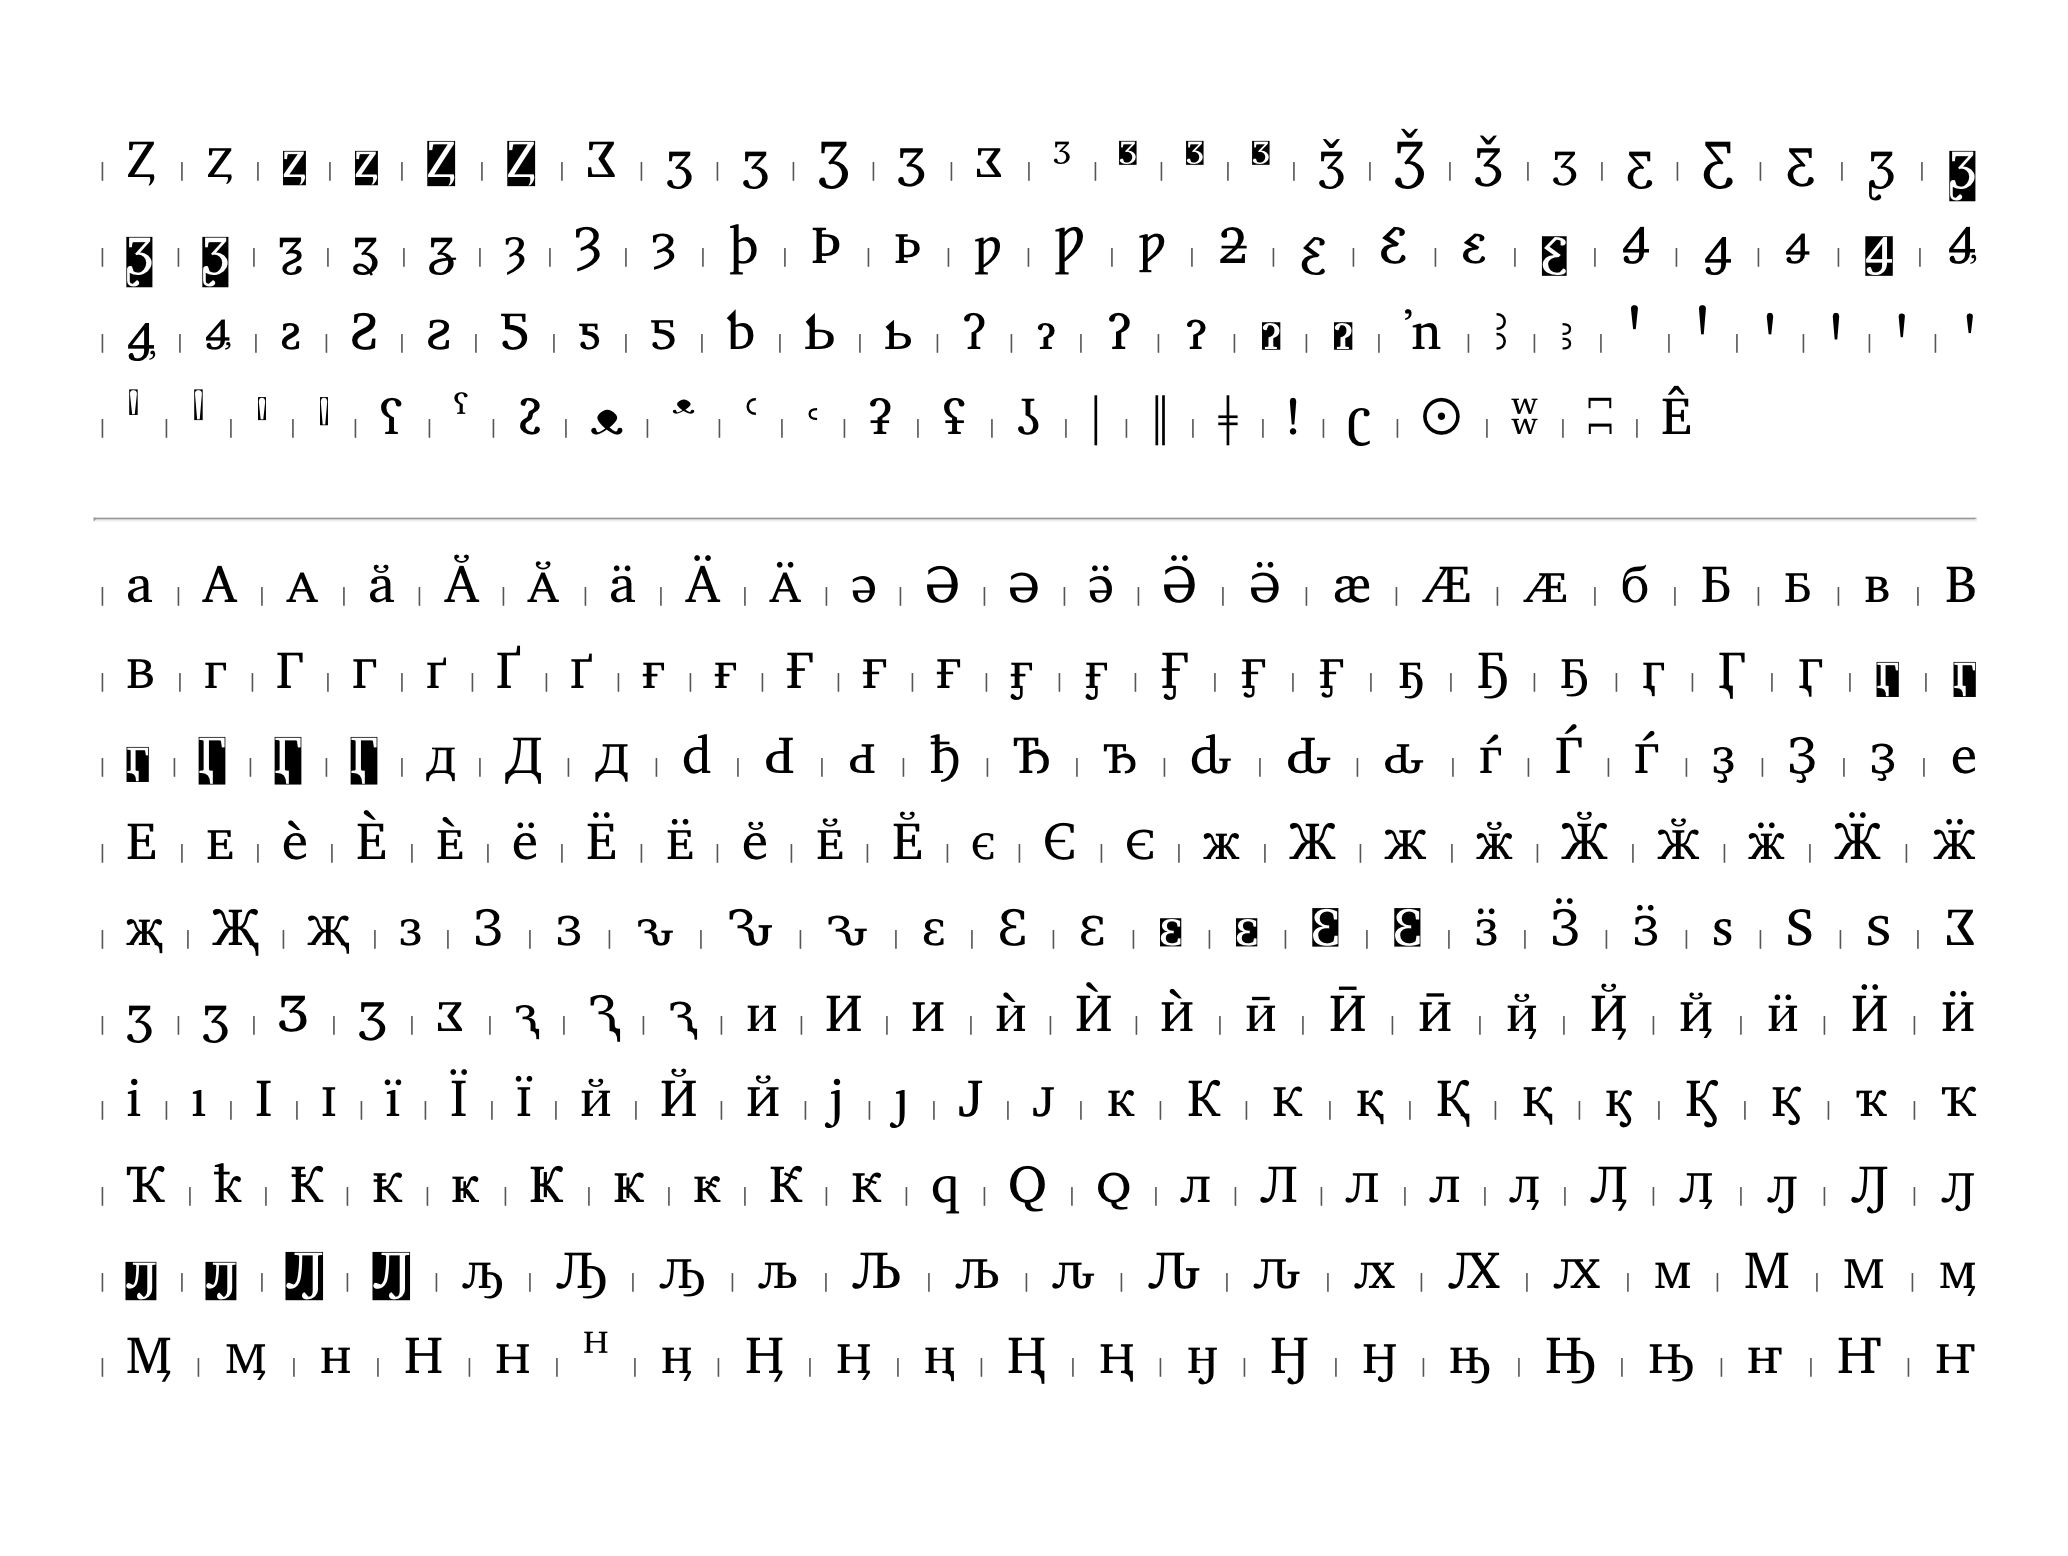 | Ⱬ | ⱬ | ⱬ | ⱬ | Ⱬ | Ⱬ | Ʒ | ʒ | ʒ | Ʒ | ʒ | ʒ | ᶾ | ᶾ | ᶾ | ᶾ | ǯ | Ǯ | ǯ | ᴣ | ƹ | Ƹ | ƹ | ᶚ | ᶚ
| ᶚ | ᶚ | ƺ | ʓ | ʓ | ȝ | Ȝ | ȝ | þ | Þ | þ | ƿ | Ƿ | ƿ | ƻ | | | | | | | |
| | | ƨ | Ƨ | ƨ | Ƽ | ƽ | ƽ | ƅ | Ƅ | ƅ | ʔ | ɂ | Ɂ | ɂ | | | ŉ | | | ꞌ | Ꞌ | ꞌ | ꞌ | ꞌ | ꞌ
| | | | | ʕ | ˤ | | ᴥ | | ʿ | | ʡ | ʢ | ʖ | ǀ | ǁ | ǂ | ǃ | ʗ | ʘ | ʬ | ʭ | Ê
| а | А | ᴀ | ӑ | Ӑ | ӑ | ӓ | Ӓ | ӓ | ә | Ә | ә | ӛ | Ӛ | ӛ | ӕ | Ӕ | ӕ | б | Б | б | в | В
| в | г | Г | г | ґ | Ґ | ґ | ғ | ғ | Ғ | ғ | ғ | ӻ | ӻ | Ӻ | ӻ | ӻ | ҕ | Ҕ | ҕ | ӷ | Ӷ | ӷ | |
| | | | | д | Д | д | ԁ | Ԁ | ԁ | ђ | Ђ | ђ | ԃ | Ԃ | ԃ | ѓ | Ѓ | ѓ | ҙ | Ҙ | ҙ | е
| Е | е | ѐ | Ѐ | ѐ | ё | Ё | ё | ӗ | ӗ | Ӗ | є | Є | є | ж | Ж | ж | ӂ | Ӂ | ӂ | ӝ | Ӝ | ӝ
| җ | Җ | җ | з | З | з | ԅ | Ԅ | ԅ | ԑ | Ԑ | ԑ | | | | | ӟ | Ӟ | ӟ | ѕ | Ѕ | ѕ | Ʒ
| ӡ | ӡ | Ӡ | ӡ | ӡ | ԇ | Ԇ | ԇ | и | И | и | ѝ | Ѝ | ѝ | ӣ | Ӣ | ӣ | ҋ | Ҋ | ҋ | ӥ | Ӥ | ӥ
| і | ı | І | і | ї | Ї | ї | й | Й | й | ј | ȷ | Ј | ј | к | К | к | қ | Қ | қ | ӄ | Ӄ | ӄ | ҡ | ҡ
| Ҡ | ҟ | Ҟ | ҟ | ҝ | Ҝ | ҝ | ԟ | Ԟ | ԟ | ԛ | Ԛ | ԛ | л | Л | л | л | ӆ | Ӆ | ӆ | ԓ | Ԓ | ԓ
| | | | | љ | Љ | љ | љ | Љ | љ | ԉ | Ԉ | ԉ | ԕ | Ԕ | ԕ | м | М | м | ӎ
| Ӎ | ӎ | н | Н | н | ᵸ | ӊ | Ӊ | ӊ | ң | Ң | ң | ӈ | Ӈ | ӈ | њ | Њ | њ | ҥ | Ҥ | ҥ